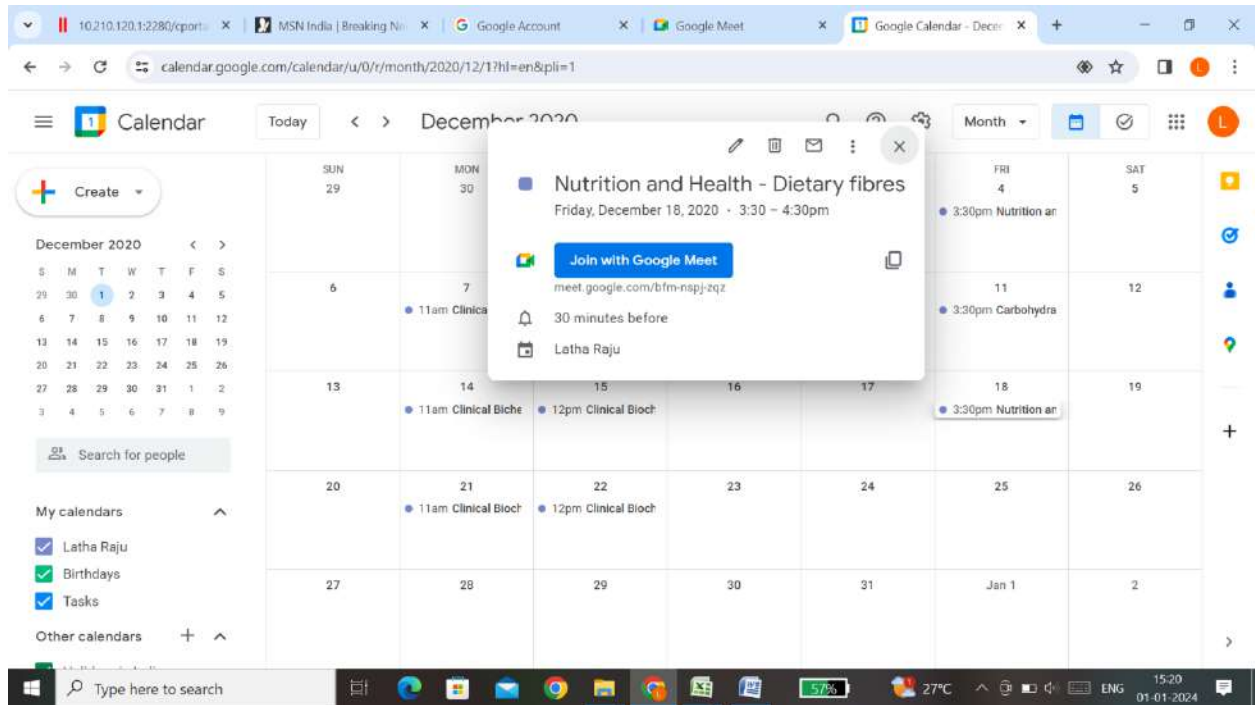 10.210.120.1:2280/cporta
MSN India | Breaking Ne
Google Account
Google Meet
Google Calendar - Decer
calendar.google.com/calendar/u/0/r/month/2020/12/1?hl=en&pli=1
L
Calendar
Today
December 2020
Month
L
Create
December 2020
S M T W T F S
29 30 1 2 3 4 5
6 7 8 9 10 11 12
13 14 15 16 17 18 19
20 21 22 23 24 25 26
27 28 29 30 31 1 2
3 4 5 6 7 8 9
Search for people
My calendars
Latha Raju
Birthdays
Tasks
Other calendars
SUN MON FRI SAT
29 30 4 5
3:30pm Nutrition an
Nutrition and Health - Dietary fibres
Friday, December 18, 2020 · 3:30 – 4:30pm
Join with Google Meet
meet.google.com/bfm-nspj-zqz
30 minutes before
Latha Raju
6 7 11 12
11am Clinica 3:30pm Carbohydra
13 14 15 16 17 18 19
11am Clinical Biche 12pm Clinical Bioch 3:30pm Nutrition an
20 21 22 23 24 25 26
11am Clinical Bioch 12pm Clinical Bioch
27 28 29 30 31 Jan 1 2
Type here to search
57%
27°C
ENG
15:20
01-01-2024